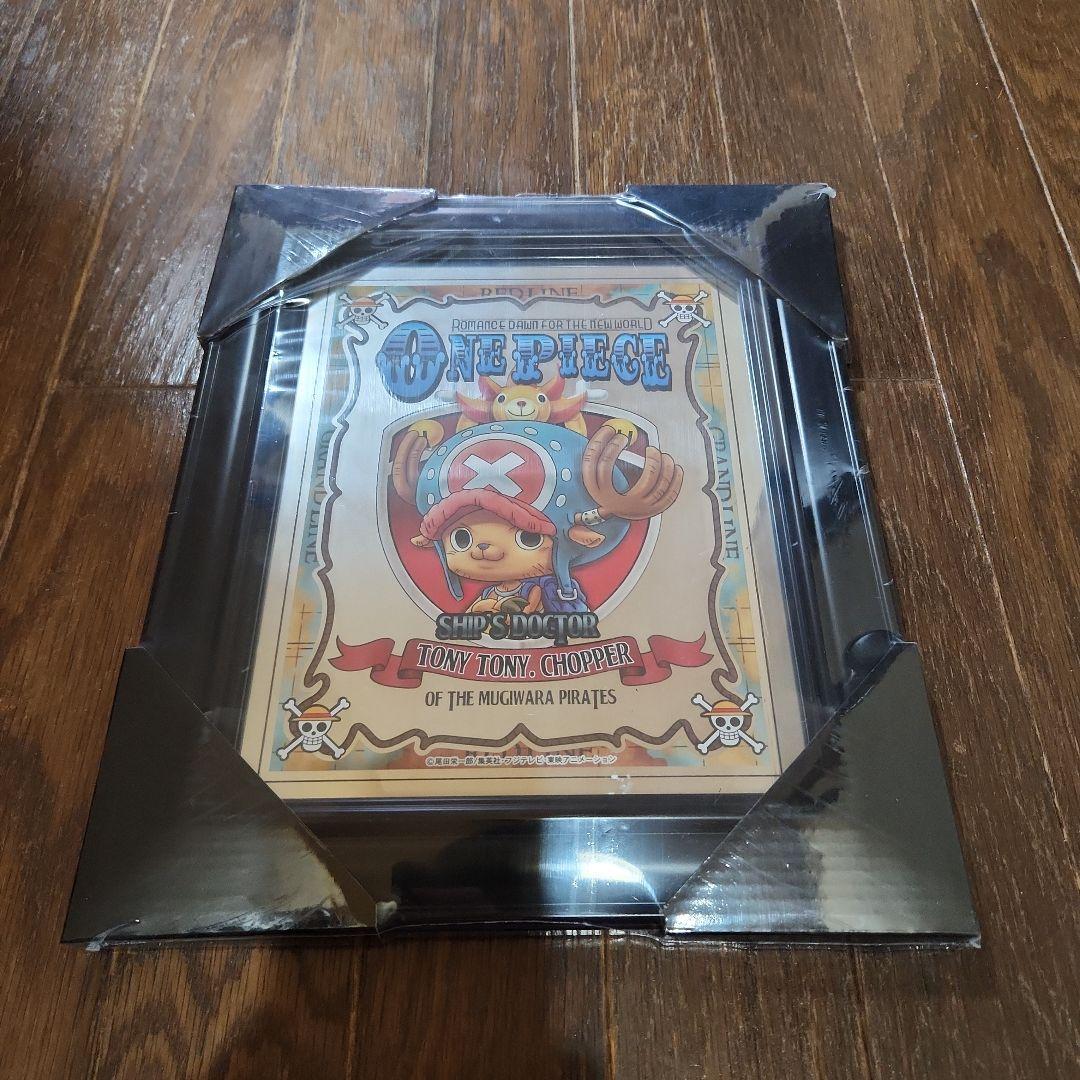 RED LINE
ROMANCE DAWN FOR THE NEW WORLD
ONE PIECE
GRAND LINE
GRAND LINE
SHIP'S DOCTOR
TONY TONY. CHOPPER
OF THE MUGIWARA PIRATES
©尾田栄一郎/集英社・フジテレビ・東映アニメーション